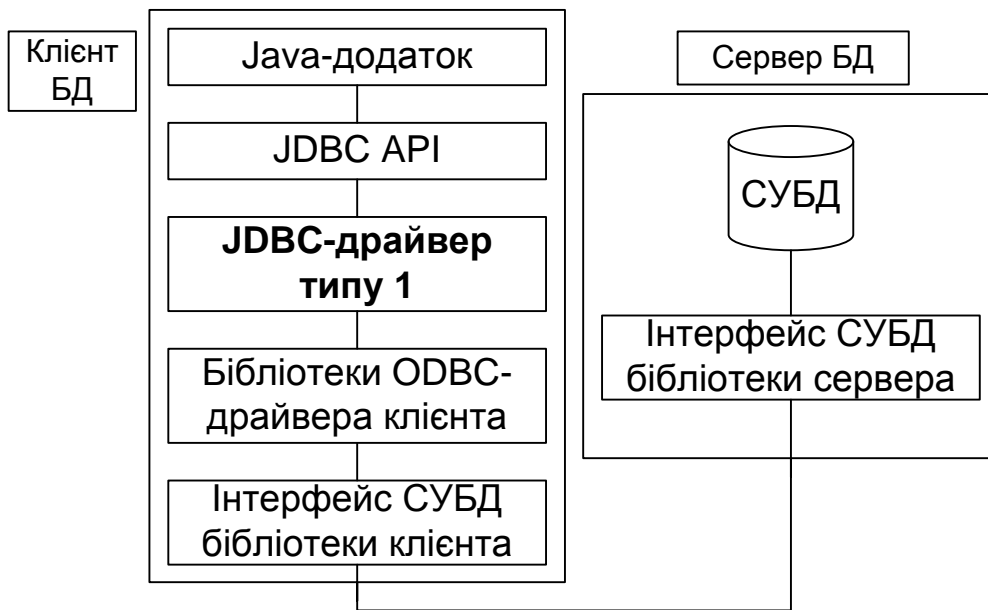 Клієнт
БД
Java-додаток
JDBC API
JDBC-драйвер
типу 1
Бібліотеки ODBC-
драйвера клієнта
Інтерфейс СУБД
бібліотеки клієнта
Сервер БД
СУБД
Інтерфейс СУБД
бібліотеки сервера